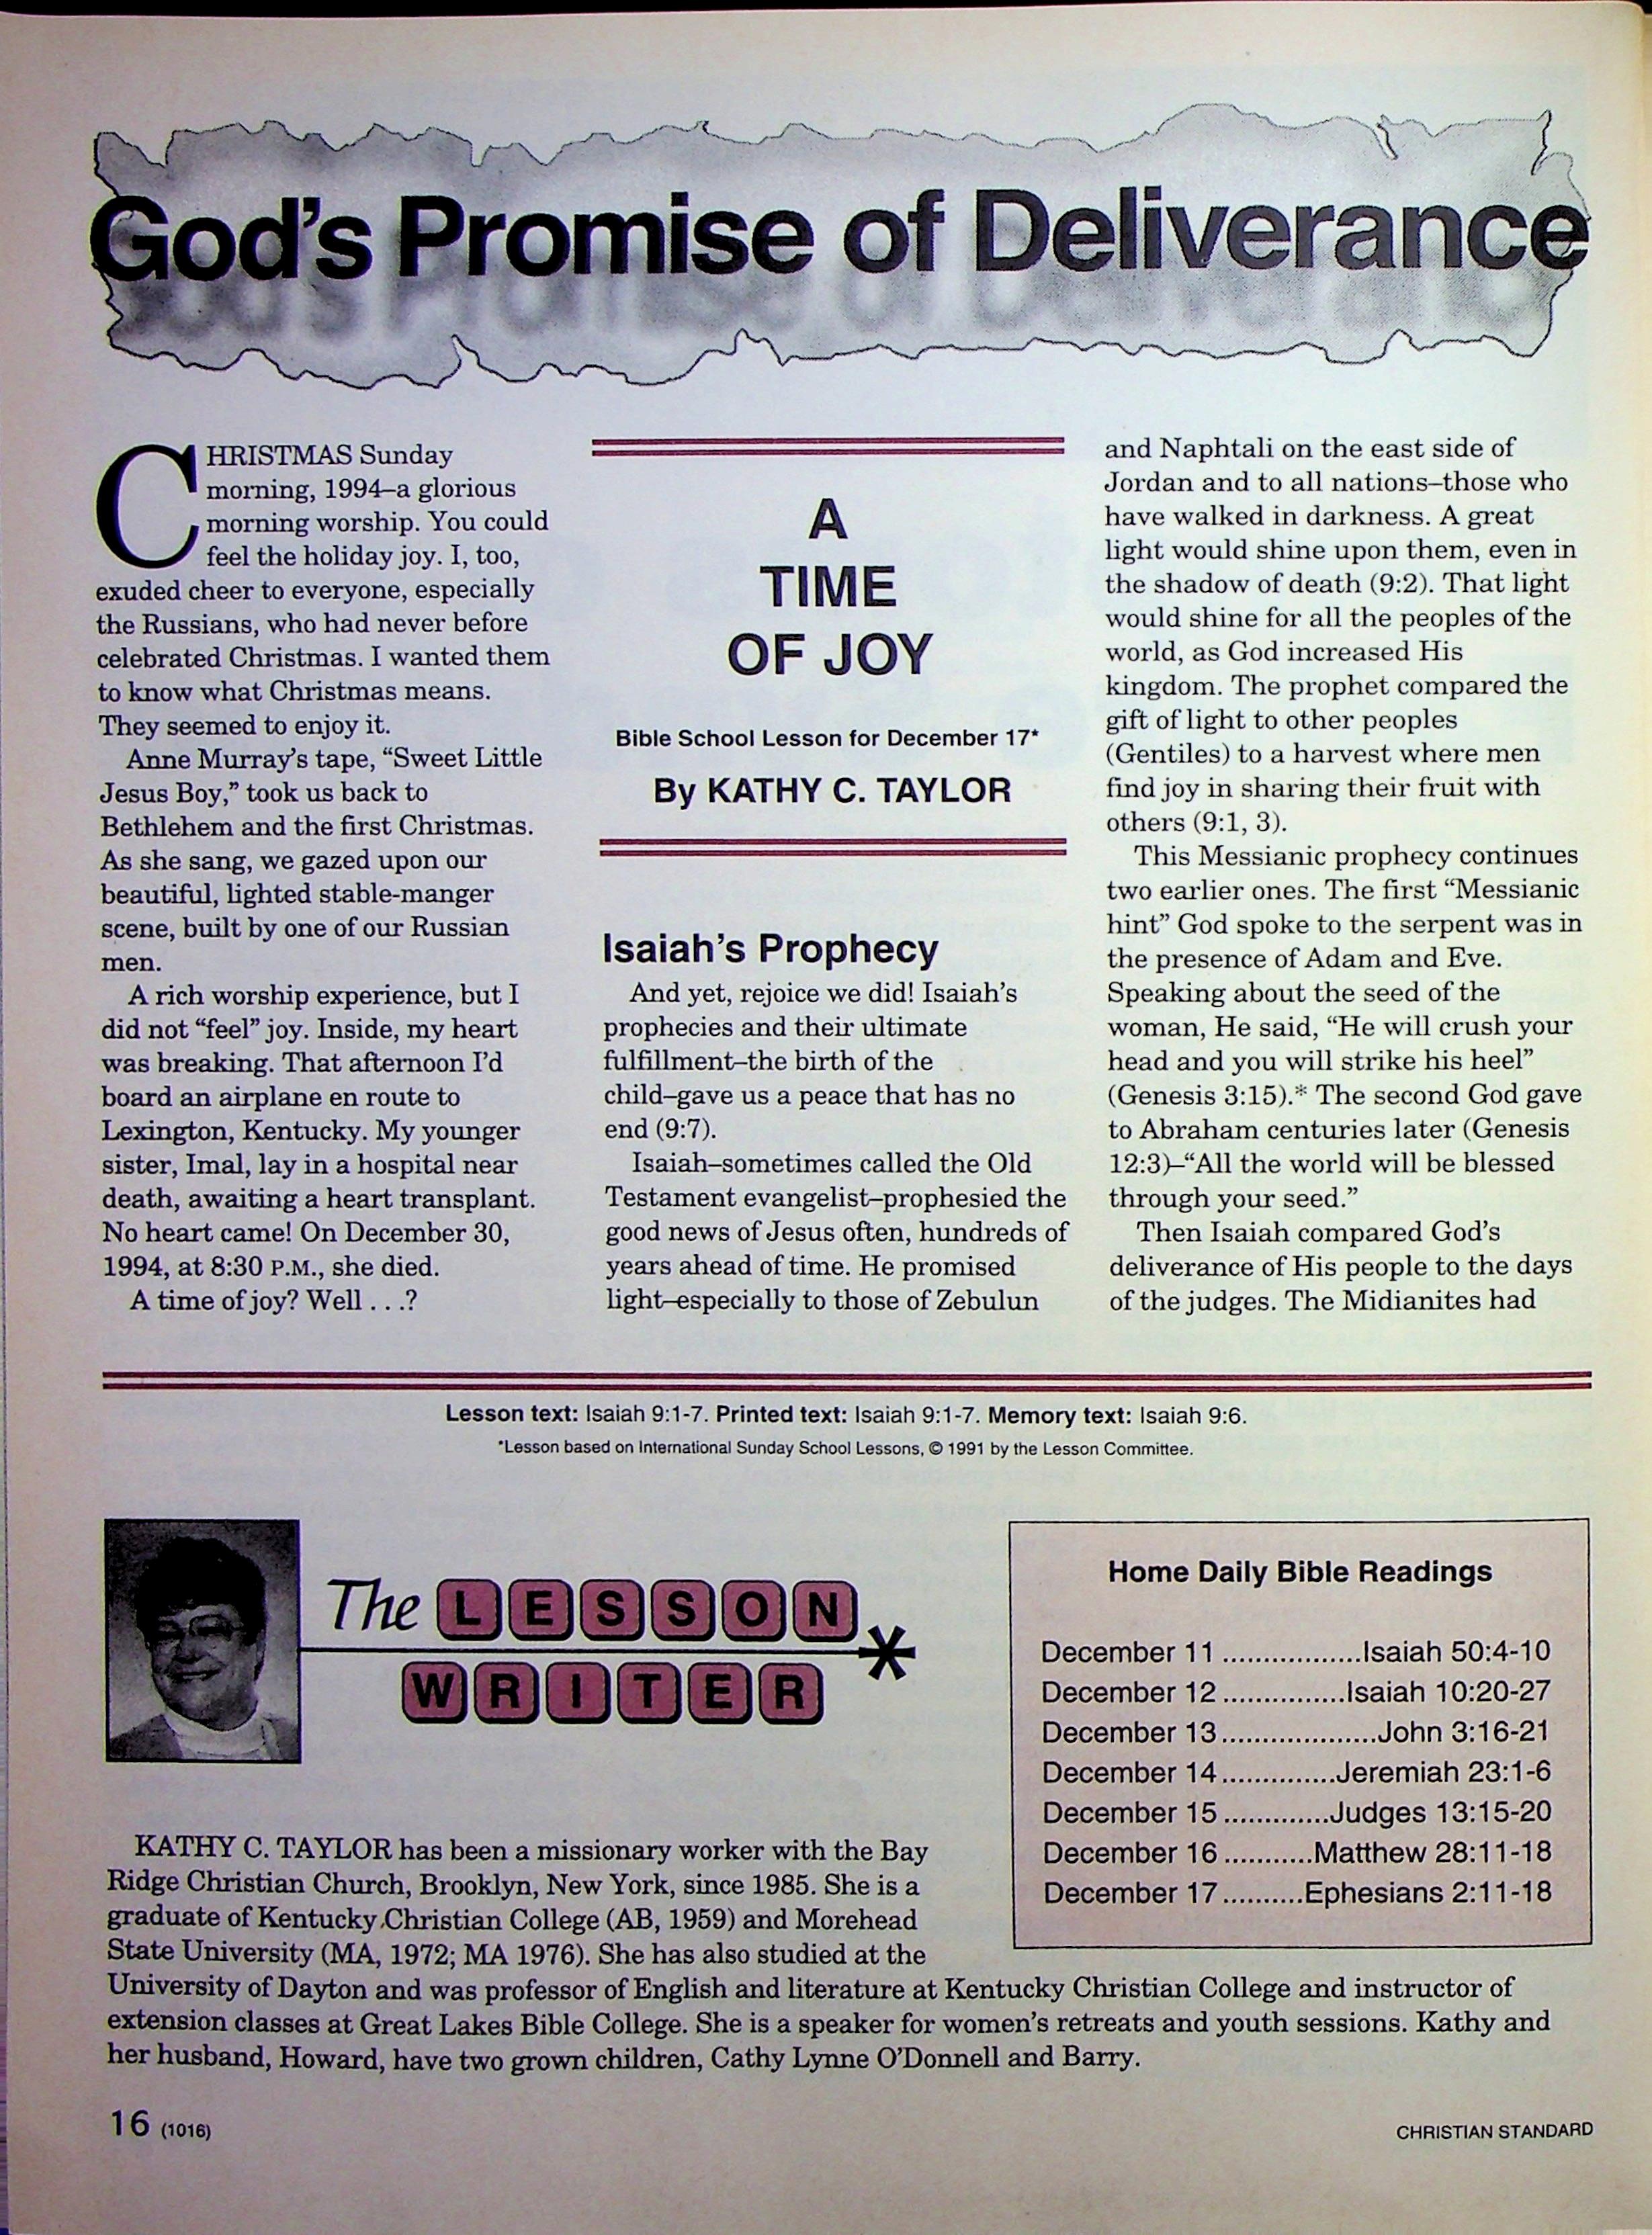 God's Promise of Deliverance
CHRISTMAS Sunday
morning, 1994–a glorious
morning worship. You could
feel the holiday joy. I, too,
exuded cheer to everyone, especially
the Russians, who had never before
celebrated Christmas. I wanted them
to know what Christmas means.
They seemed to enjoy it.
Anne Murray's tape, “Sweet Little
Jesus Boy,” took us back to
Bethlehem and the first Christmas.
As she sang, we gazed upon our
beautiful, lighted stable-manger
scene, built by one of our Russian
men.
A rich worship experience, but I
did not “feel” joy. Inside, my heart
was breaking. That afternoon I'd
board an airplane en route to
Lexington, Kentucky. My younger
sister, Imal, lay in a hospital near
death, awaiting a heart transplant.
No heart came! On December 30,
1994, at 8:30 P.M., she died.
A time of joy? Well . . .?
A
TIME
OF JOY
Bible School Lesson for December 17*
By KATHY C. TAYLOR
Isaiah's Prophecy
And yet, rejoice we did! Isaiah's
prophecies and their ultimate
fulfillment–the birth of the
child–gave us a peace that has no
end (9:7).
Isaiah–sometimes called the Old
Testament evangelist–prophesied the
good news of Jesus often, hundreds of
years ahead of time. He promised
light–especially to those of Zebulun
and Naphtali on the east side of
Jordan and to all nations–those who
have walked in darkness. A great
light would shine upon them, even in
the shadow of death (9:2). That light
would shine for all the peoples of the
world, as God increased His
kingdom. The prophet compared the
gift of light to other peoples
(Gentiles) to a harvest where men
find joy in sharing their fruit with
others (9:1, 3).
This Messianic prophecy continues
two earlier ones. The first “Messianic
hint” God spoke to the serpent was in
the presence of Adam and Eve.
Speaking about the seed of the
woman, He said, “He will crush your
head and you will strike his heel”
(Genesis 3:15).* The second God gave
to Abraham centuries later (Genesis
12:3)–“All the world will be blessed
through your seed.”
Then Isaiah compared God's
deliverance of His people to the days
of the judges. The Midianites had
Lesson text: Isaiah 9:1-7. Printed text: Isaiah 9:1-7. Memory text: Isaiah 9:6.
*Lesson based on International Sunday School Lessons, © 1991 by the Lesson Committee.
The LESSON
WRITER*
KATHY C. TAYLOR has been a missionary worker with the Bay
Ridge Christian Church, Brooklyn, New York, since 1985. She is a
graduate of Kentucky Christian College (AB, 1959) and Morehead
State University (MA, 1972; MA 1976). She has also studied at the
University of Dayton and was professor of English and literature at Kentucky Christian College and instructor of
extension classes at Great Lakes Bible College. She is a speaker for women's retreats and youth sessions. Kathy and
her husband, Howard, have two grown children, Cathy Lynne O'Donnell and Barry.
Home Daily Bible Readings
December 11 .................Isaiah 50:4-10
December 12 ...............Isaiah 10:20-27
December 13...................John 3:16-21
December 14..............Jeremiah 23:1-6
December 15 .............Judges 13:15-20
December 16 ...........Matthew 28:11-18
December 17..........Ephesians 2:11-18
16 (1016)
CHRISTIAN STANDARD